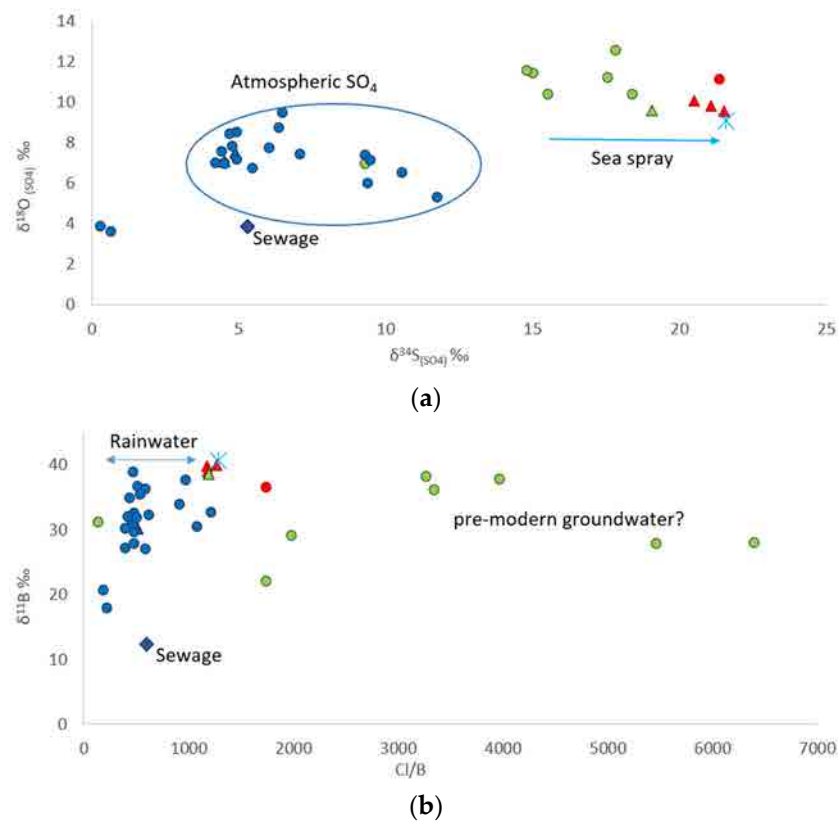 14
12
10
8
6
4
2
0
δ¹⁸O (SO4) ‰
Atmospheric SO₄
Sea spray
Sewage
0 5 10 15 20 25
δ³⁴S(SO4) ‰
(a)
50
40
30
20
10
0
δ¹¹B ‰
Rainwater
pre-modern groundwater?
Sewage
0 1000 2000 3000 4000 5000 6000 7000
Cl/B
(b)